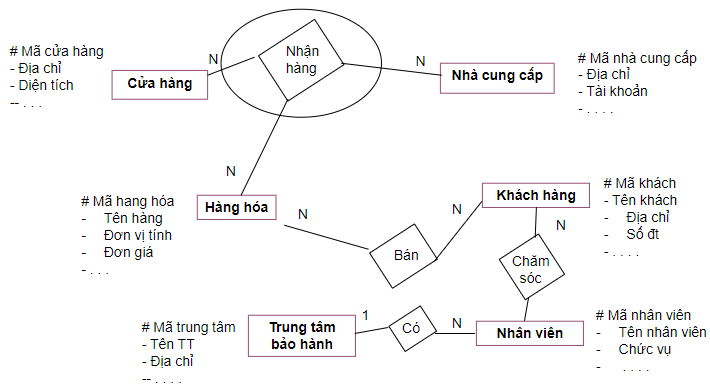 # Mã cửa hàng
- Địa chỉ
- Diện tích
-- . . .
Cửa hàng
N
Nhận
hàng
N
Nhà cung cấp
# Mã nhà cung cấp
- Địa chỉ
- Tài khoản
- . . . .
N
# Mã hang hóa
- Tên hàng
- Đơn vị tính
- Đơn giá
- . . .
Hàng hóa
N
Bán
N
Khách hàng
# Mã khách
- Tên khách
- Địa chỉ
- Số đt
- . . . .
N
Chăm
sóc
# Mã trung tâm
- Tên TT
- Địa chỉ
-- . . . .
Trung tâm
bảo hành
1
Có
N
Nhân viên
# Mã nhân viên
- Tên nhân viên
- Chức vụ
- . . . .